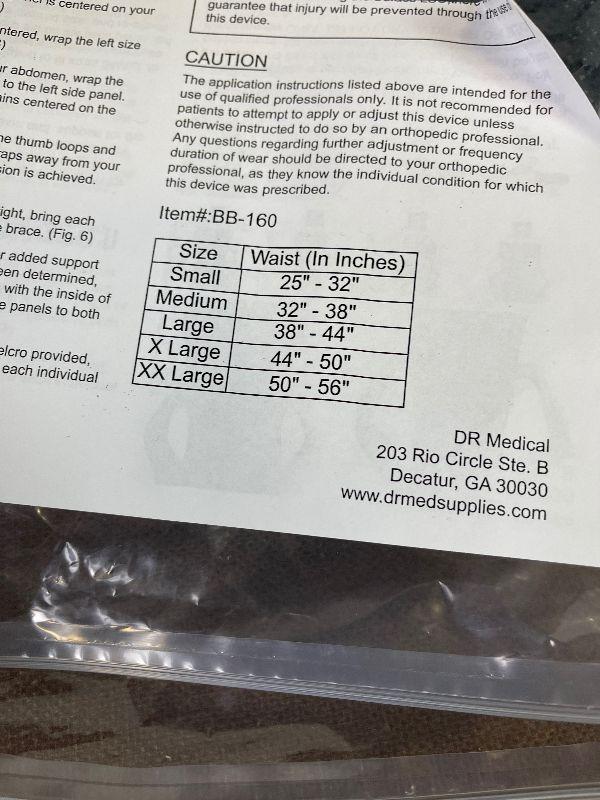 is centered on your
)
ntered, wrap the left size
)
ur abdomen, wrap the
to the left side panel.
ains centered on the
he thumb loops and
raps away from your
sion is achieved.
ight, bring each
brace. (Fig. 6)
r added support
een determined,
with the inside of
e panels to both
elcro provided,
each individual
guarantee that injury will be prevented through the use
this device.
CAUTION
The application instructions listed above are intended for the
use of qualified professionals only. It is not recommended for
patients to attempt to apply or adjust this device unless
otherwise instructed to do so by an orthopedic professional.
Any questions regarding further adjustment or frequency
duration of wear should be directed to your orthopedic
professional, as they know the individual condition for which
this device was prescribed.
Item#:BB-160
Size Waist (In Inches)
Small 25" - 32"
Medium 32" - 38"
Large 38" - 44"
X Large 44" - 50"
XX Large 50" - 56"
DR Medical
203 Rio Circle Ste. B
Decatur, GA 30030
www.drmedsupplies.com